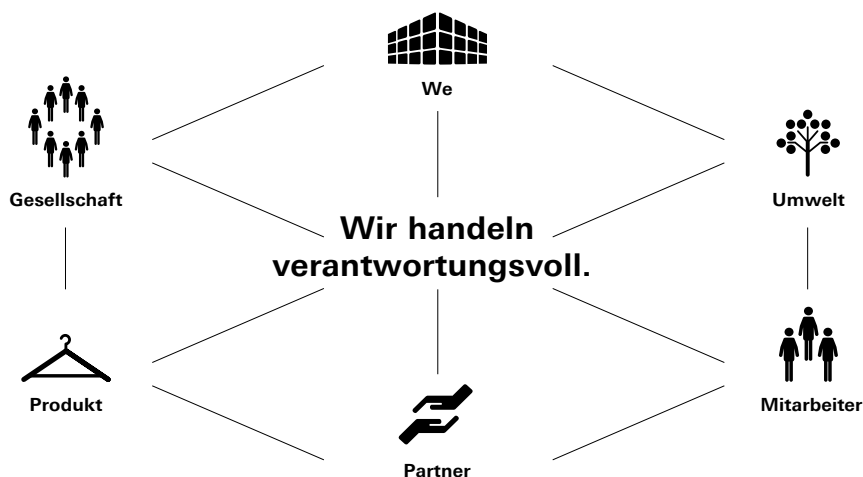 We
Gesellschaft
Umwelt
Wir handeln
verantwortungsvoll.
Produkt
Mitarbeiter
Partner